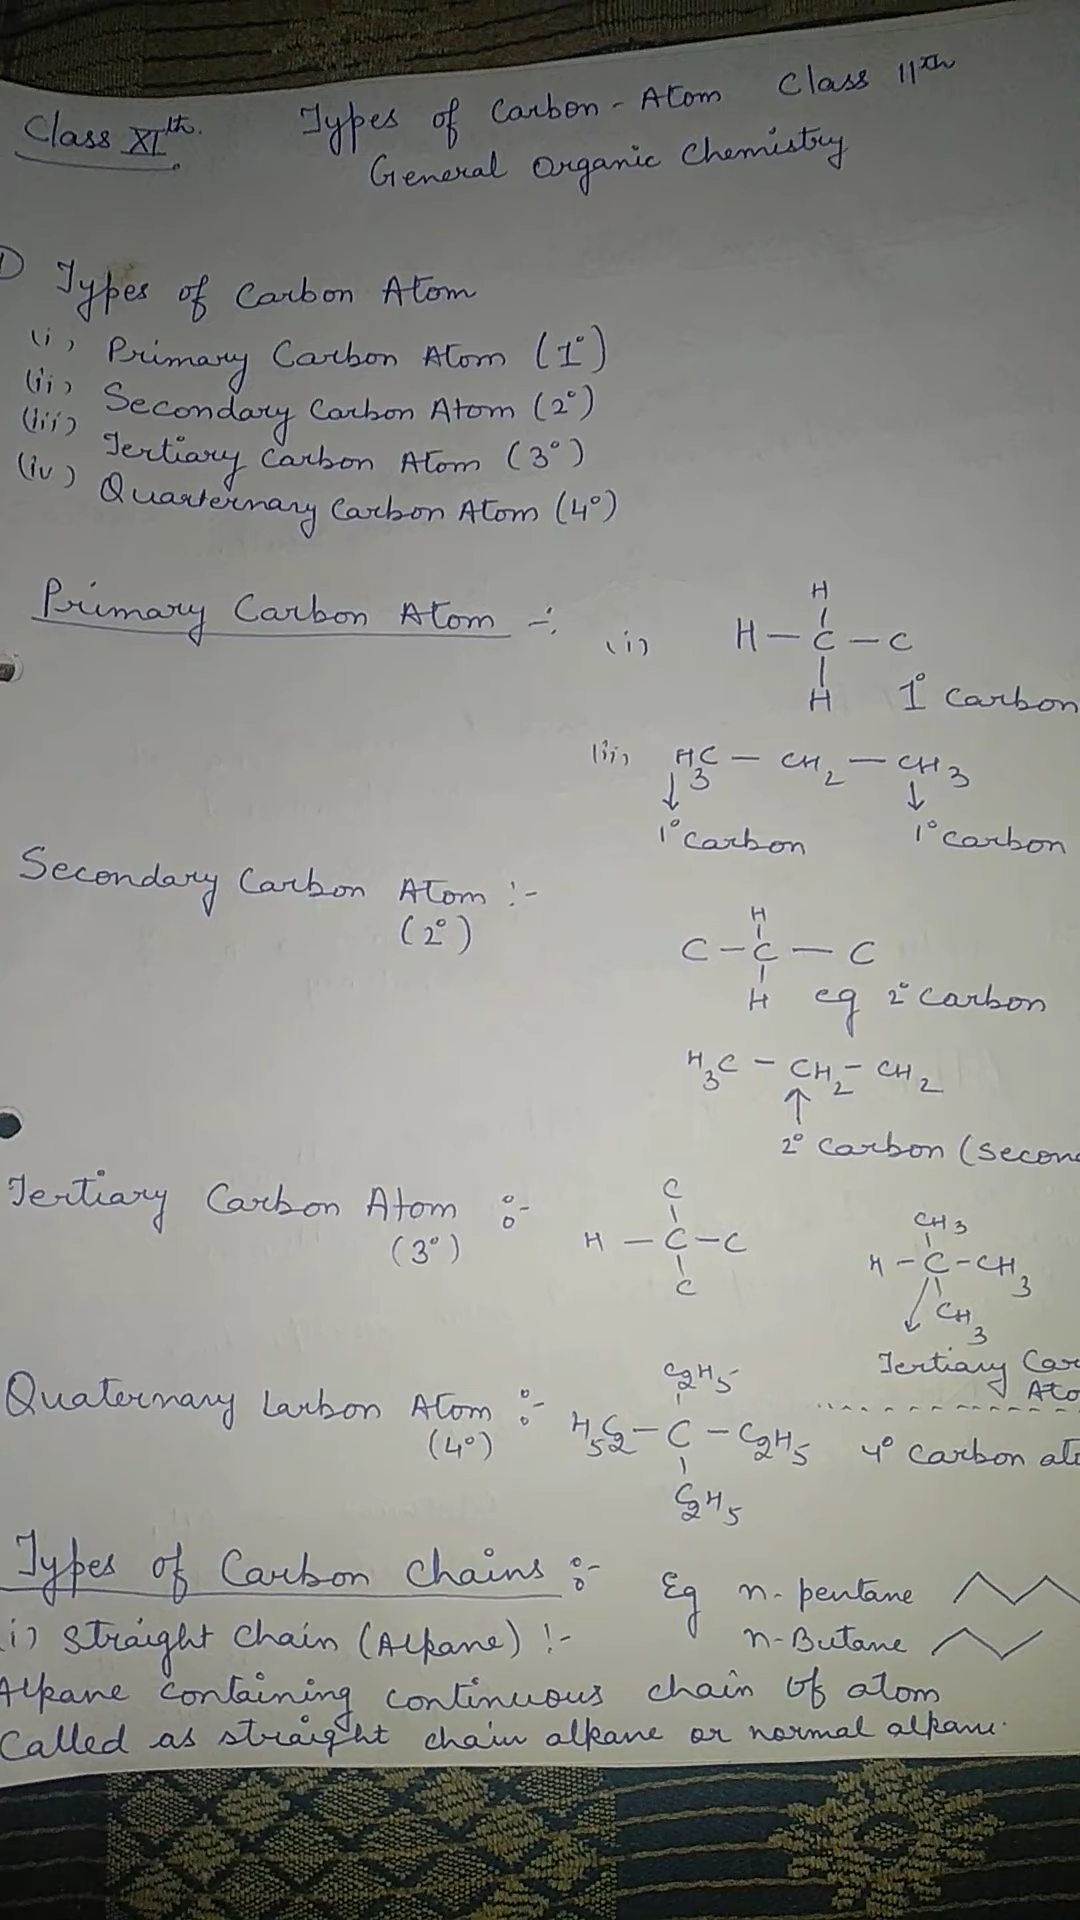 Class XIth.
Types of Carbon-Atom Class 11th
General Organic Chemistry
Types of Carbon Atom
(i) Primary Carbon Atom (1°)
(ii) Secondary Carbon Atom (2°)
(iii) Tertiary Carbon Atom (3°)
(iv) Quarternary Carbon Atom (4°)
Primary Carbon Atom :-
H
(i) H - C - C
H 1° Carbon
(ii) H3C - CH2 - CH3
1° Carbon 1° Carbon
Secondary Carbon Atom :-
(2°)
H
C - C - C
H eg 2° Carbon
H3C - CH2 - CH2
2° Carbon (Secon
Tertiary Carbon Atom :-
(3°)
C
H - C - C
C
CH3
H - C - CH3
CH3
Tertiary Car
Ato
Quaternary Carbon Atom :-
(4°)
C2H5
H5C2 - C - C2H5 4° Carbon at
C2H5
Types of Carbon Chains :-
Eg n-pentane
n-Butane
i) Straight Chain (Alkane) :-
Alkane containing continuous chain of atom
Called as straight chain alkane or normal alkane.